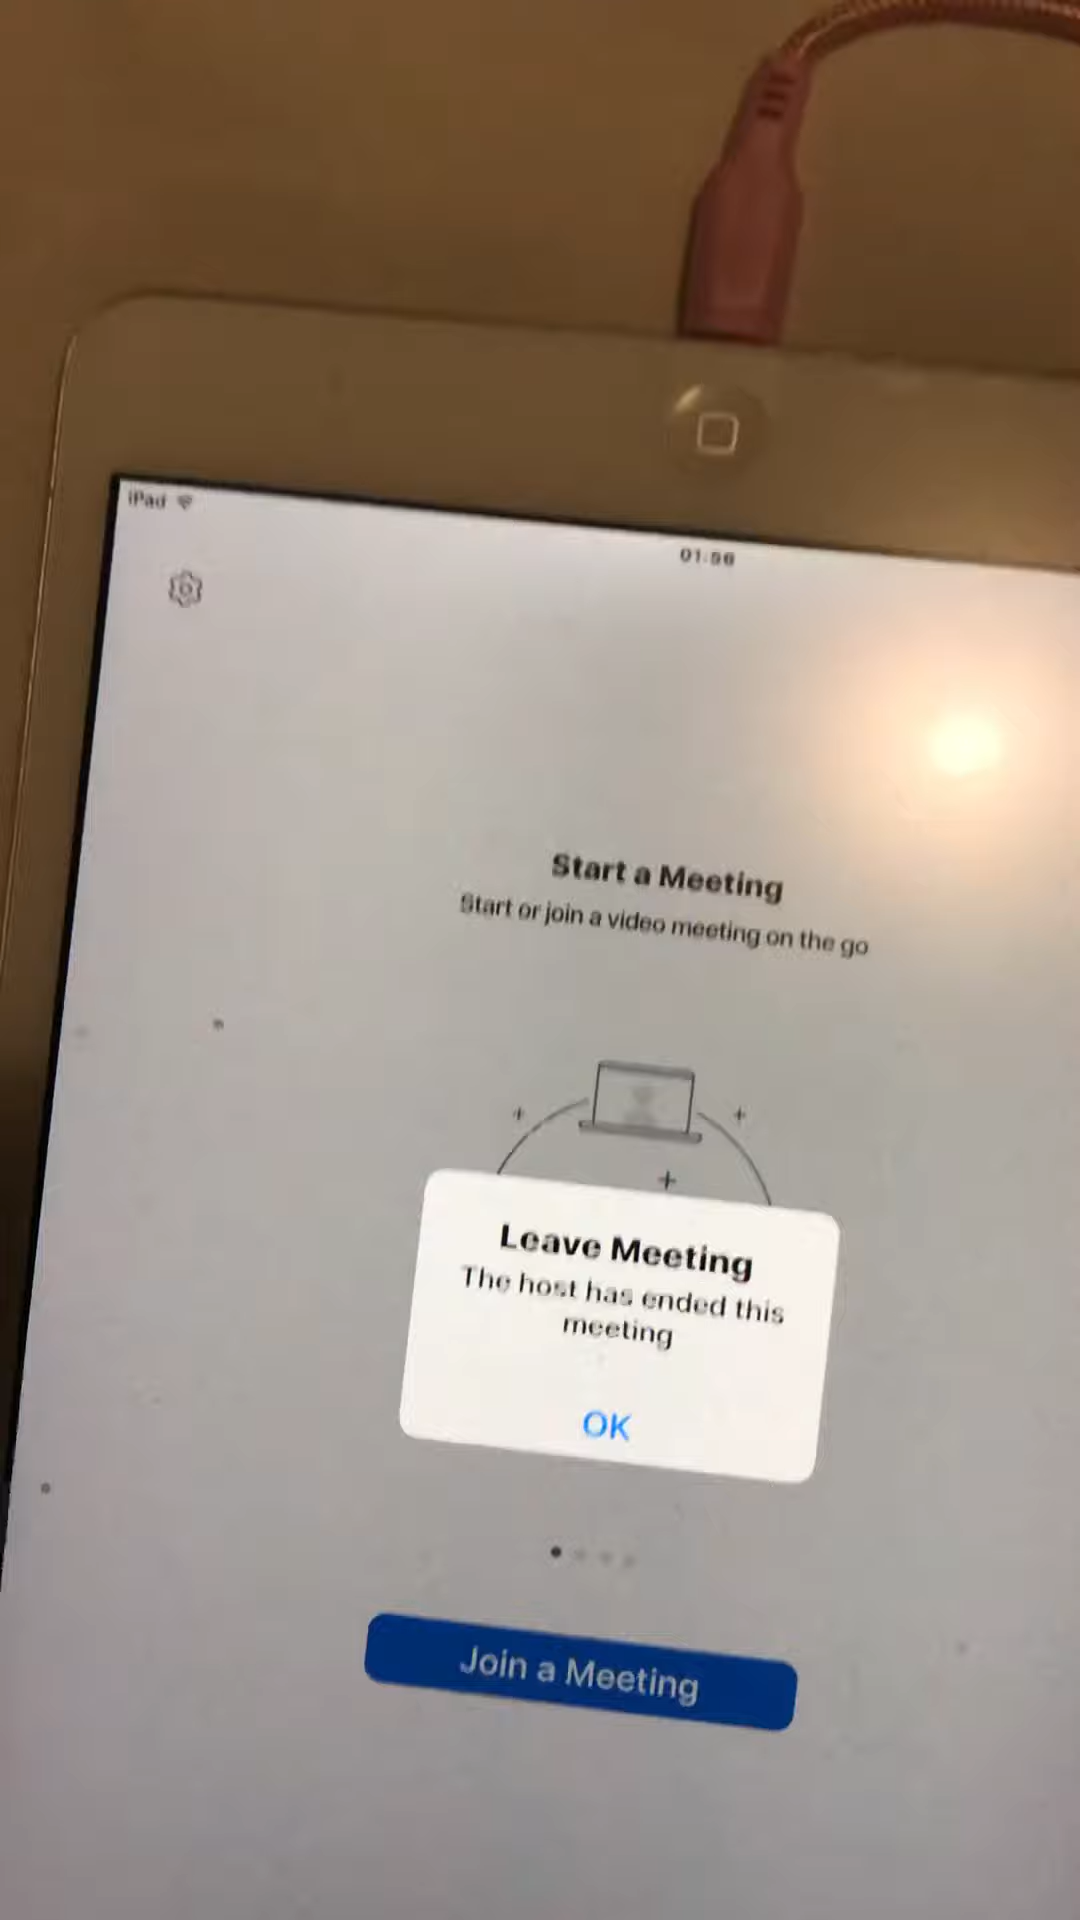 iPad
01:56
Start a Meeting
Start or join a video meeting on the go
Leave Meeting
The host has ended this
meeting
OK
Join a Meeting